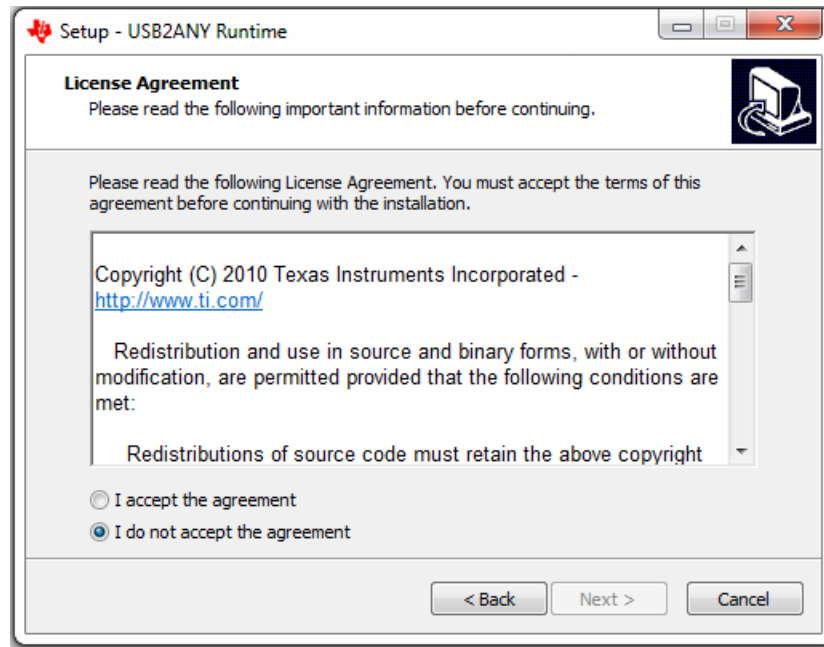 Setup - USB2ANY Runtime
License Agreement
Please read the following important information before continuing.
Please read the following License Agreement. You must accept the terms of this
agreement before continuing with the installation.
Copyright (C) 2010 Texas Instruments Incorporated -
http://www.ti.com/
Redistribution and use in source and binary forms, with or without
modification, are permitted provided that the following conditions are
met:
Redistributions of source code must retain the above copyright
I accept the agreement
I do not accept the agreement
< Back
Next >
Cancel